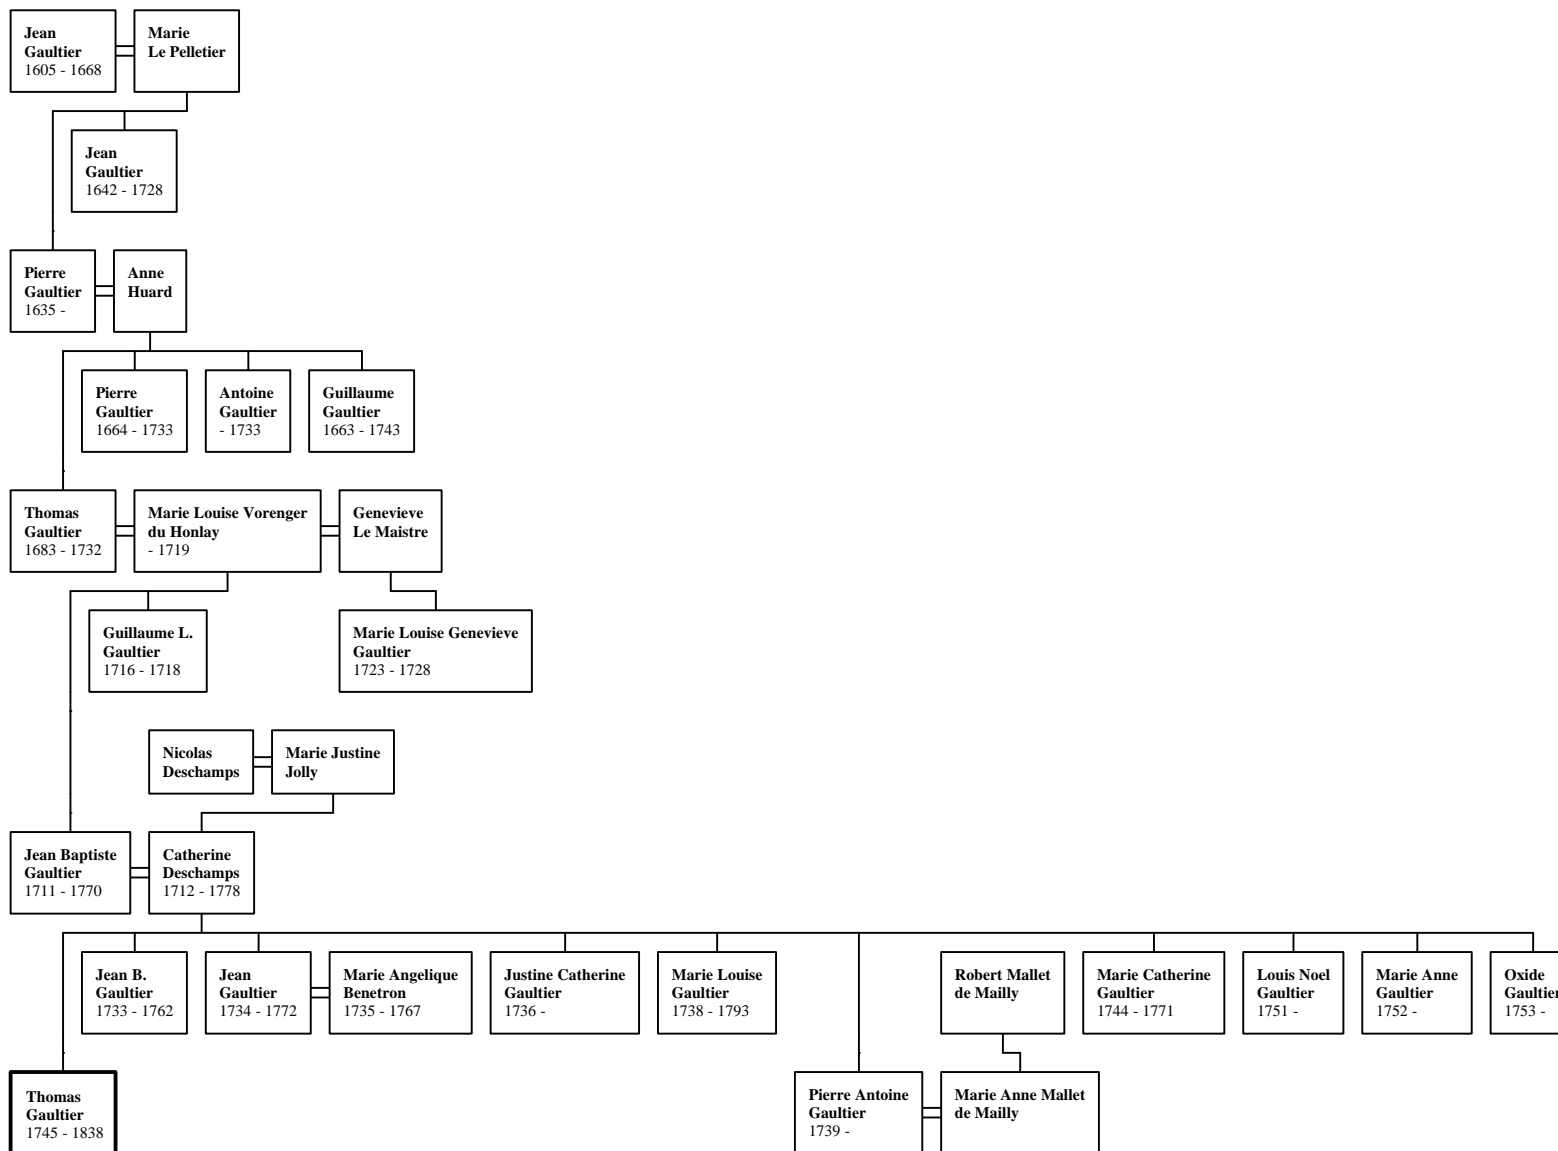 Jean
Gaultier
1605 - 1668
Marie
Le Pelletier
Jean
Gaultier
1642 - 1728
Pierre
Gaultier
1635 -
Anne
Huard
Pierre
Gaultier
1664 - 1733
Antoine
Gaultier
- 1733
Guillaume
Gaultier
1663 - 1743
Thomas
Gaultier
1683 - 1732
Marie Louise Vorenger
du Honlay
- 1719
Genevieve
Le Maistre
Guillaume L.
Gaultier
1716 - 1718
Marie Louise Genevieve
Gaultier
1723 - 1728
Nicolas
Deschamps
Marie Justine
Jolly
Jean Baptiste
Gaultier
1711 - 1770
Catherine
Deschamps
1712 - 1778
Jean B.
Gaultier
1733 - 1762
Jean
Gaultier
1734 - 1772
Marie Angelique
Benetron
1735 - 1767
Justine Catherine
Gaultier
1736 -
Marie Louise
Gaultier
1738 - 1793
Robert Mallet
de Mailly
Marie Catherine
Gaultier
1744 - 1771
Louis Noel
Gaultier
1751 -
Marie Anne
Gaultier
1752 -
Oxide
Gaultier
1753 -
Thomas
Gaultier
1745 - 1838
Pierre Antoine
Gaultier
1739 -
Marie Anne Mallet
de Mailly